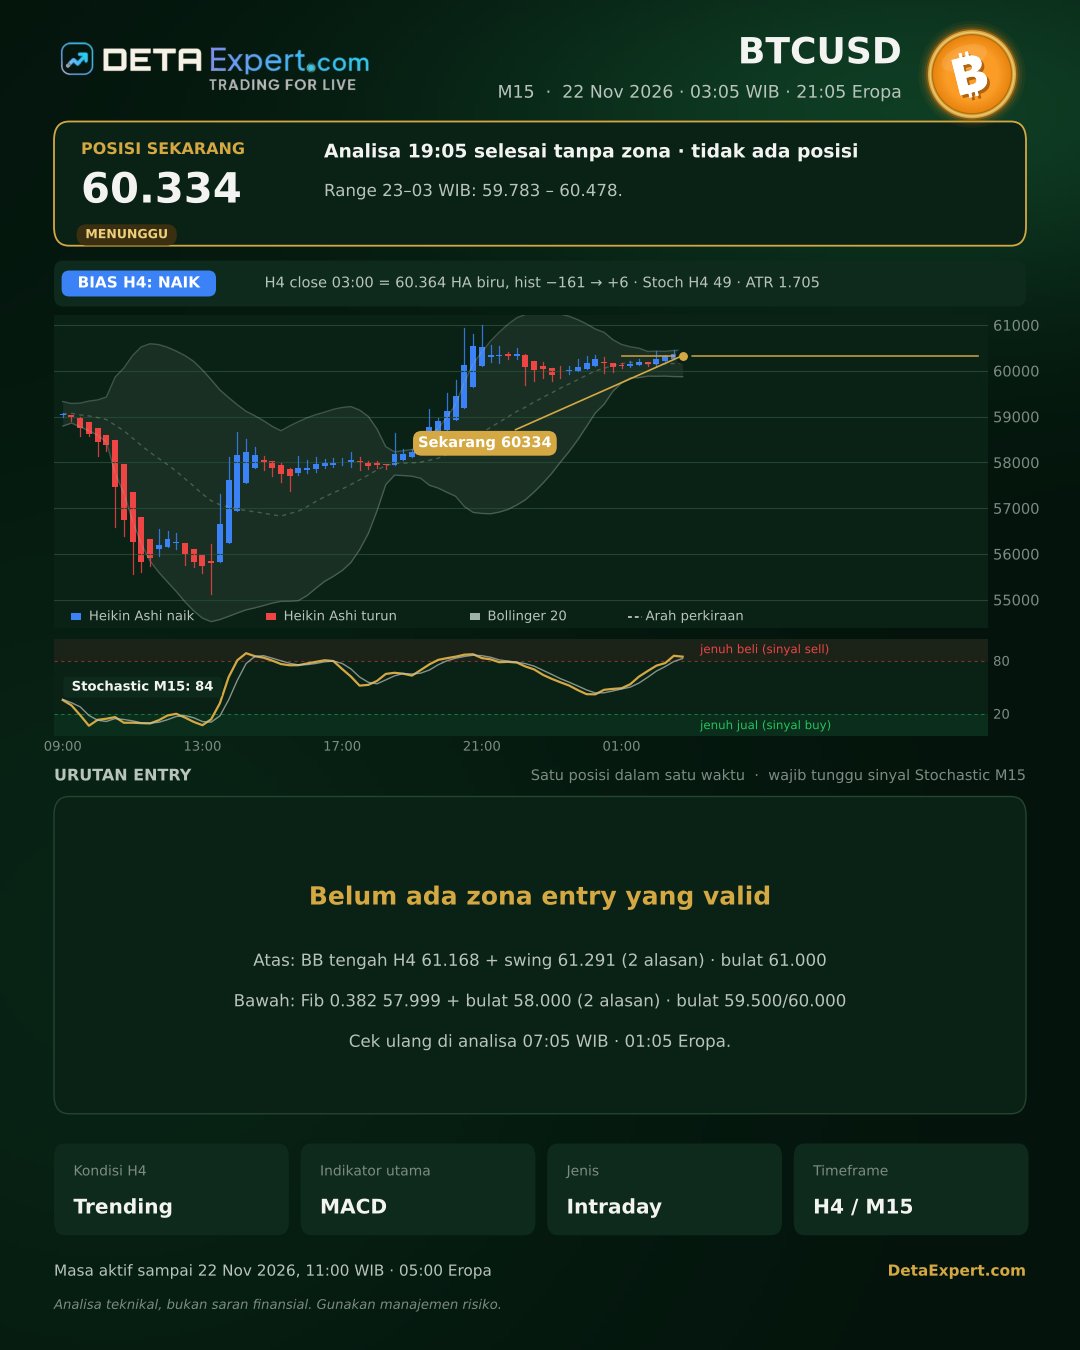 DETA Expert.com
TRADING FOR LIVE
BTCUSD
M15 · 22 Nov 2026 · 03:05 WIB · 21:05 Eropa
POSISI SEKARANG
60.334
MENUNGGU
Analisa 19:05 selesai tanpa zona · tidak ada posisi
Range 23–03 WIB: 59.783 – 60.478.
BIAS H4: NAIK
H4 close 03:00 = 60.364 HA biru, hist −161 → +6 · Stoch H4 49 · ATR 1.705
61000
60000
59000
58000
57000
56000
55000
Sekarang 60334
Heikin Ashi naik
Heikin Ashi turun
Bollinger 20
Arah perkiraan
jenuh beli (sinyal sell)
80
Stochastic M15: 84
20
jenuh jual (sinyal buy)
09:00 13:00 17:00 21:00 01:00
URUTAN ENTRY
Satu posisi dalam satu waktu · wajib tunggu sinyal Stochastic M15
Belum ada zona entry yang valid
Atas: BB tengah H4 61.168 + swing 61.291 (2 alasan) · bulat 61.000
Bawah: Fib 0.382 57.999 + bulat 58.000 (2 alasan) · bulat 59.500/60.000
Cek ulang di analisa 07:05 WIB · 01:05 Eropa.
Kondisi H4
Trending
Indikator utama
MACD
Jenis
Intraday
Timeframe
H4 / M15
Masa aktif sampai 22 Nov 2026, 11:00 WIB · 05:00 Eropa
DetaExpert.com
Analisa teknikal, bukan saran finansial. Gunakan manajemen risiko.